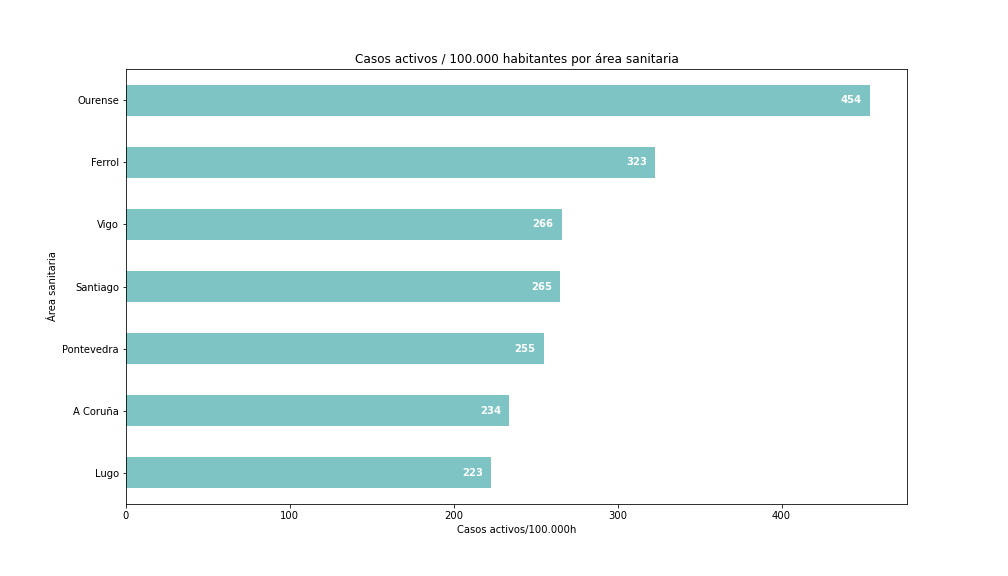 Casos activos / 100.000 habitantes por área sanitaria
Ourense 454
Ferrol 323
Vigo 266
Santiago 265
Pontevedra 255
A Coruña 234
Lugo 223
Área sanitaria
0 100 200 300 400
Casos activos/100.000h